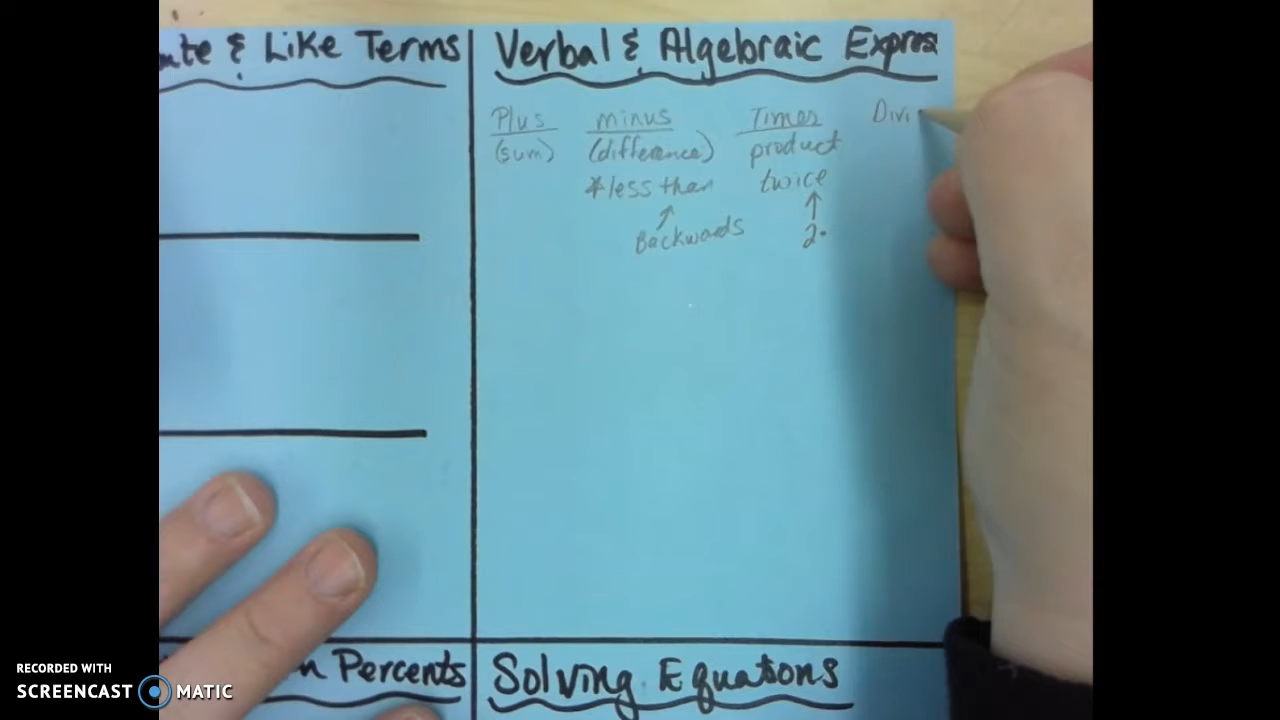 ute & Like Terms
Verbal & Algebraic Expres
Plus minus Times Divi
(sum) (difference) product
*less than twice
↑ ↑
Backwards 2·
n Percents
Solving Equations
RECORDED WITH
SCREENCAST MATIC